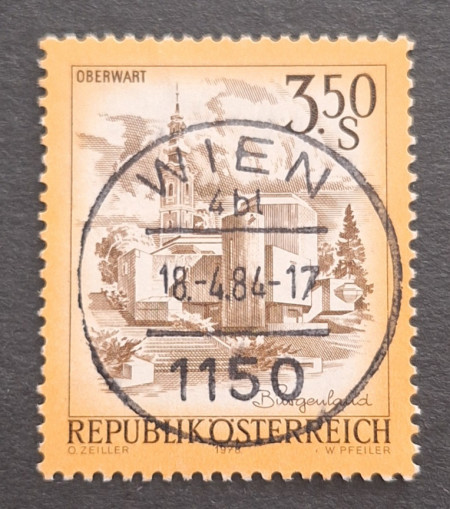 OBERWART
3.50
S
WIEN
4bl
18.-4.84-17
1150
Burgenland
REPUBLIK ÖSTERREICH
O. ZEILLER 1978 W. PFEILER